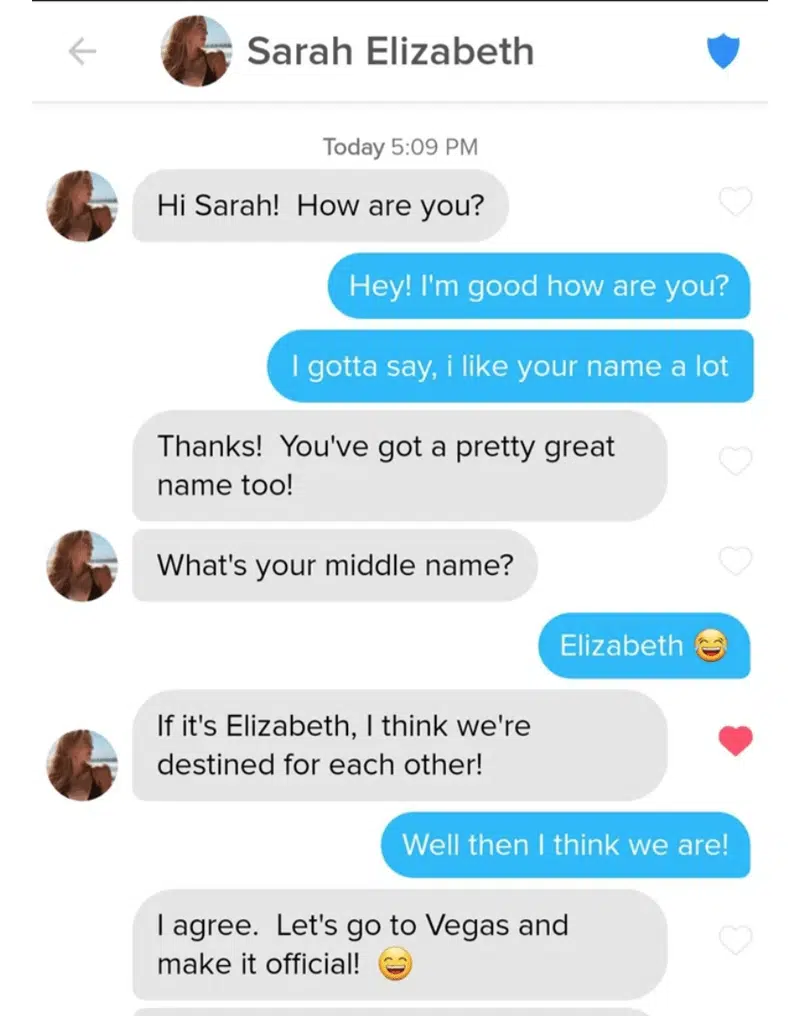 Sarah Elizabeth
Today 5:09 PM
Hi Sarah!  How are you?
Hey! I'm good how are you?
I gotta say, i like your name a lot
Thanks!  You've got a pretty great
name too!
What's your middle name?
Elizabeth 😂
If it's Elizabeth, I think we're
destined for each other!
Well then I think we are!
I agree.  Let's go to Vegas and
make it official!  😄